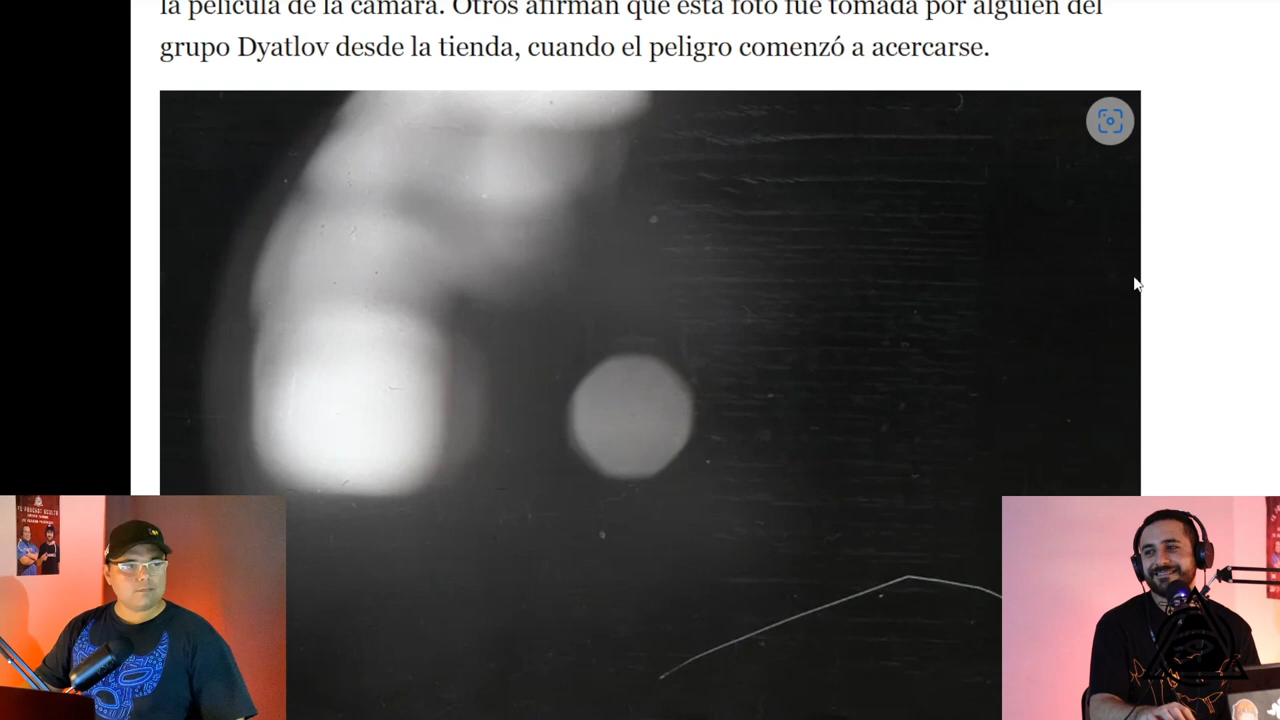 la película de la cámara. Otros afirman que esta foto fue tomada por alguien del
grupo Dyatlov desde la tienda, cuando el peligro comenzó a acercarse.